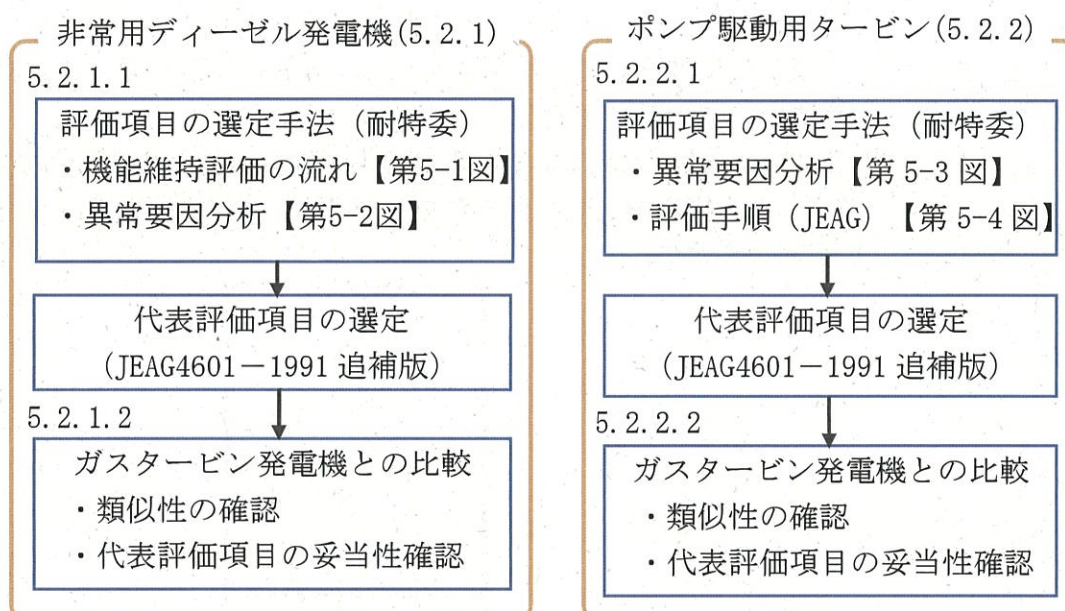 非常用ディーゼル発電機(5.2.1)
5.2.1.1
評価項目の選定手法（耐特委）
・機能維持評価の流れ【第5-1図】
・異常要因分析【第5-2図】
代表評価項目の選定
（JEAG4601－1991 追補版）
5.2.1.2
ガスタービン発電機との比較
・類似性の確認
・代表評価項目の妥当性確認
ポンプ駆動用タービン(5.2.2)
5.2.2.1
評価項目の選定手法（耐特委）
・異常要因分析【第 5-3 図】
・評価手順（JEAG）【第 5-4 図】
代表評価項目の選定
（JEAG4601－1991 追補版）
5.2.2.2
ガスタービン発電機との比較
・類似性の確認
・代表評価項目の妥当性確認